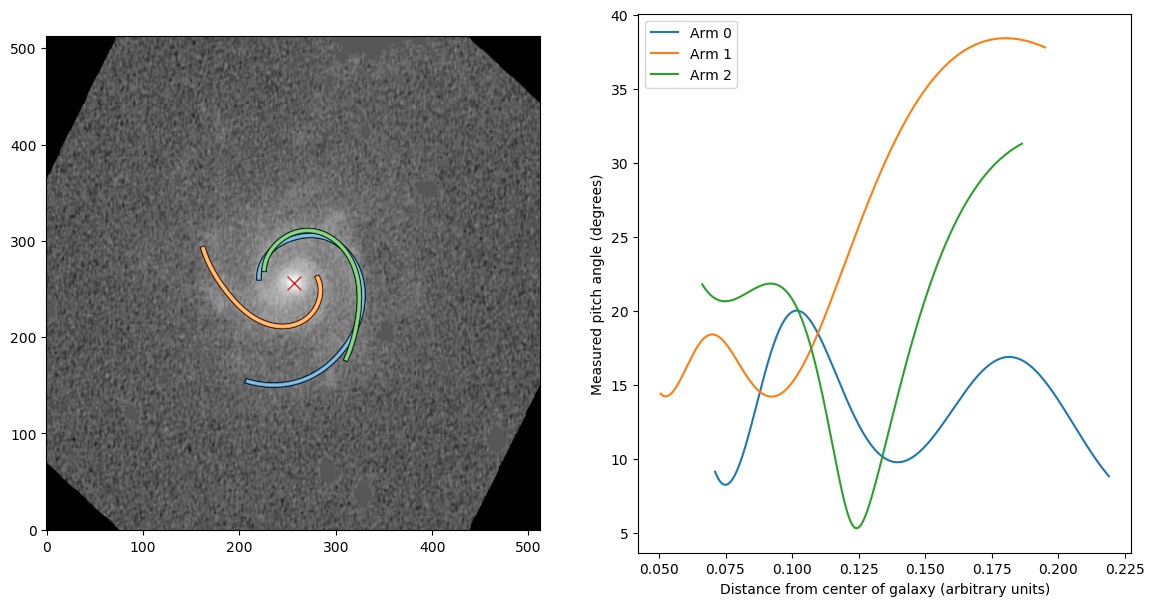 500
400
300
200
100
0
0 100 200 300 400 500
40
35
30
25
20
15
10
5
Measured pitch angle (degrees)
Arm 0
Arm 1
Arm 2
0.050 0.075 0.100 0.125 0.150 0.175 0.200 0.225
Distance from center of galaxy (arbitrary units)